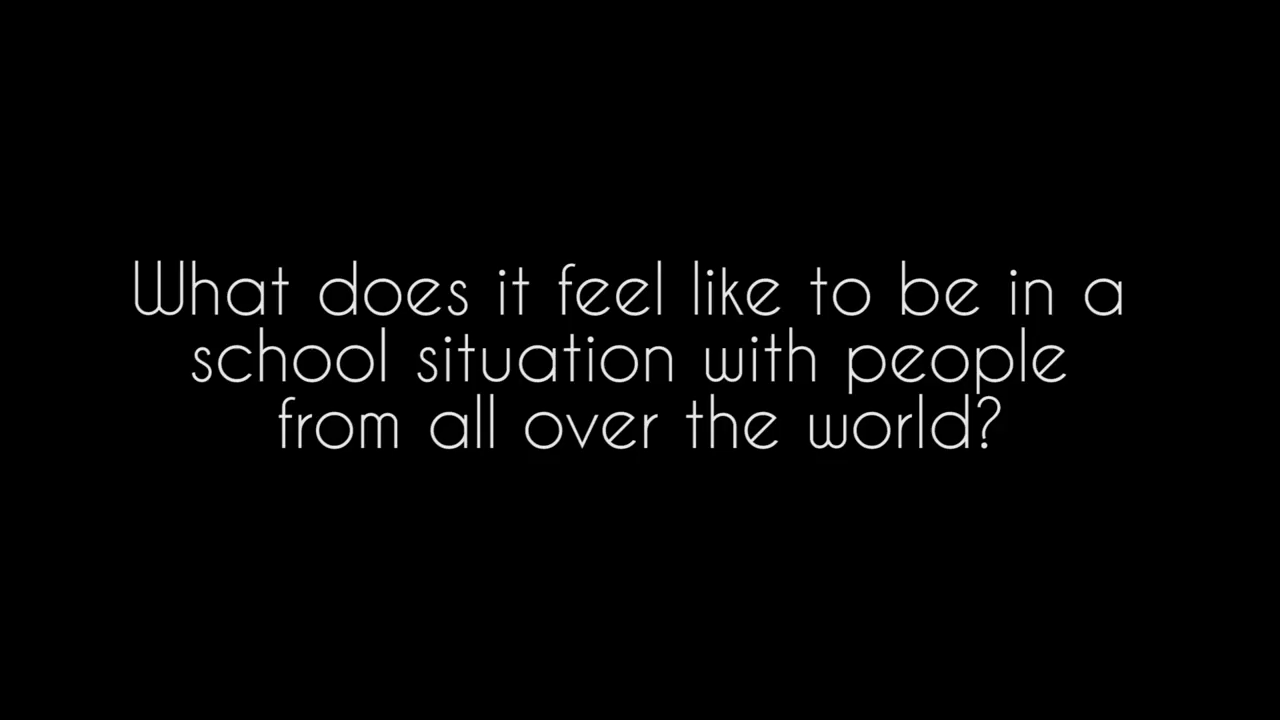 What does it feel like to be in a
school situation with people
from all over the world?